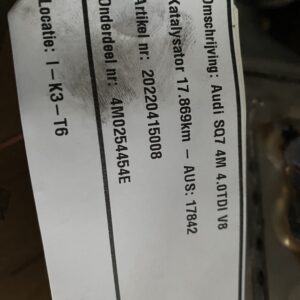 Omschrijving: Audi SQ7 4M 4.0TDI V8
Katalysator 17.869km - AUS: 17842
Artikel nr: 20220415008
Onderdeel nr: 4M0254454E
Locatie: I-K3-T6